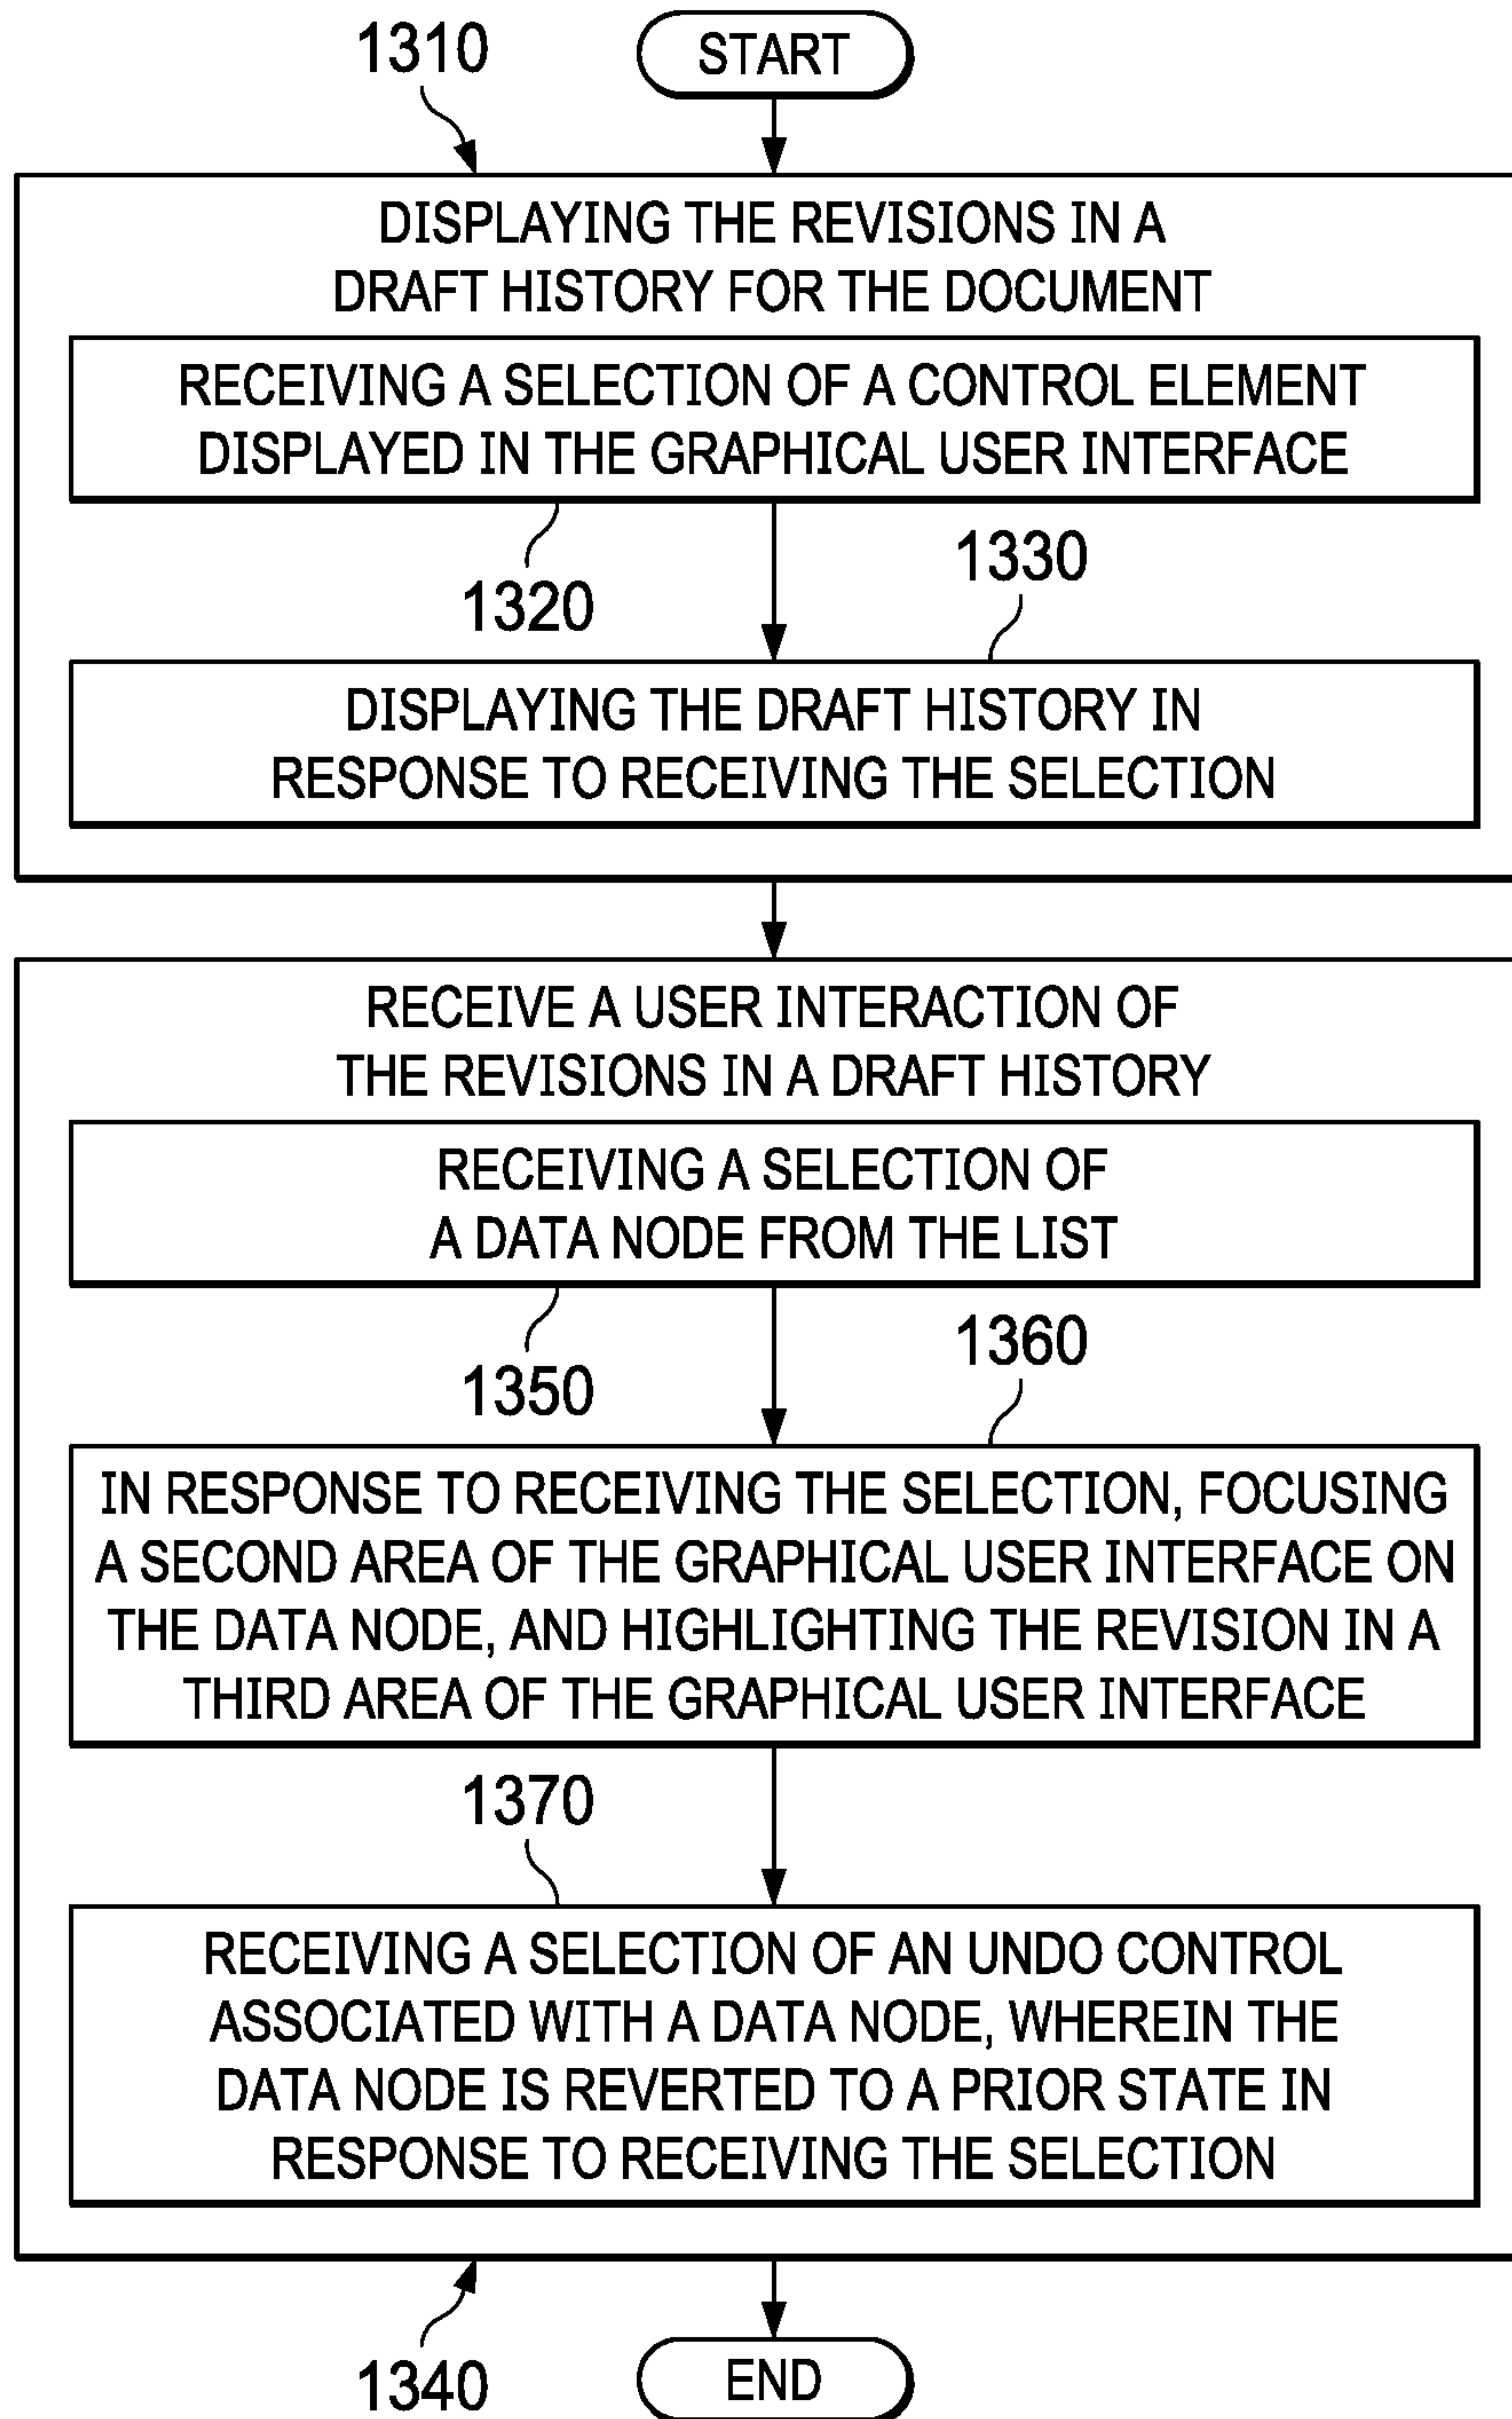 1310
START
DISPLAYING THE REVISIONS IN A
DRAFT HISTORY FOR THE DOCUMENT
RECEIVING A SELECTION OF A CONTROL ELEMENT
DISPLAYED IN THE GRAPHICAL USER INTERFACE
1320
1330
DISPLAYING THE DRAFT HISTORY IN
RESPONSE TO RECEIVING THE SELECTION
RECEIVE A USER INTERACTION OF
THE REVISIONS IN A DRAFT HISTORY
RECEIVING A SELECTION OF
A DATA NODE FROM THE LIST
1350
1360
IN RESPONSE TO RECEIVING THE SELECTION, FOCUSING
A SECOND AREA OF THE GRAPHICAL USER INTERFACE ON
THE DATA NODE, AND HIGHLIGHTING THE REVISION IN A
THIRD AREA OF THE GRAPHICAL USER INTERFACE
1370
RECEIVING A SELECTION OF AN UNDO CONTROL
ASSOCIATED WITH A DATA NODE, WHEREIN THE
DATA NODE IS REVERTED TO A PRIOR STATE IN
RESPONSE TO RECEIVING THE SELECTION
1340
END